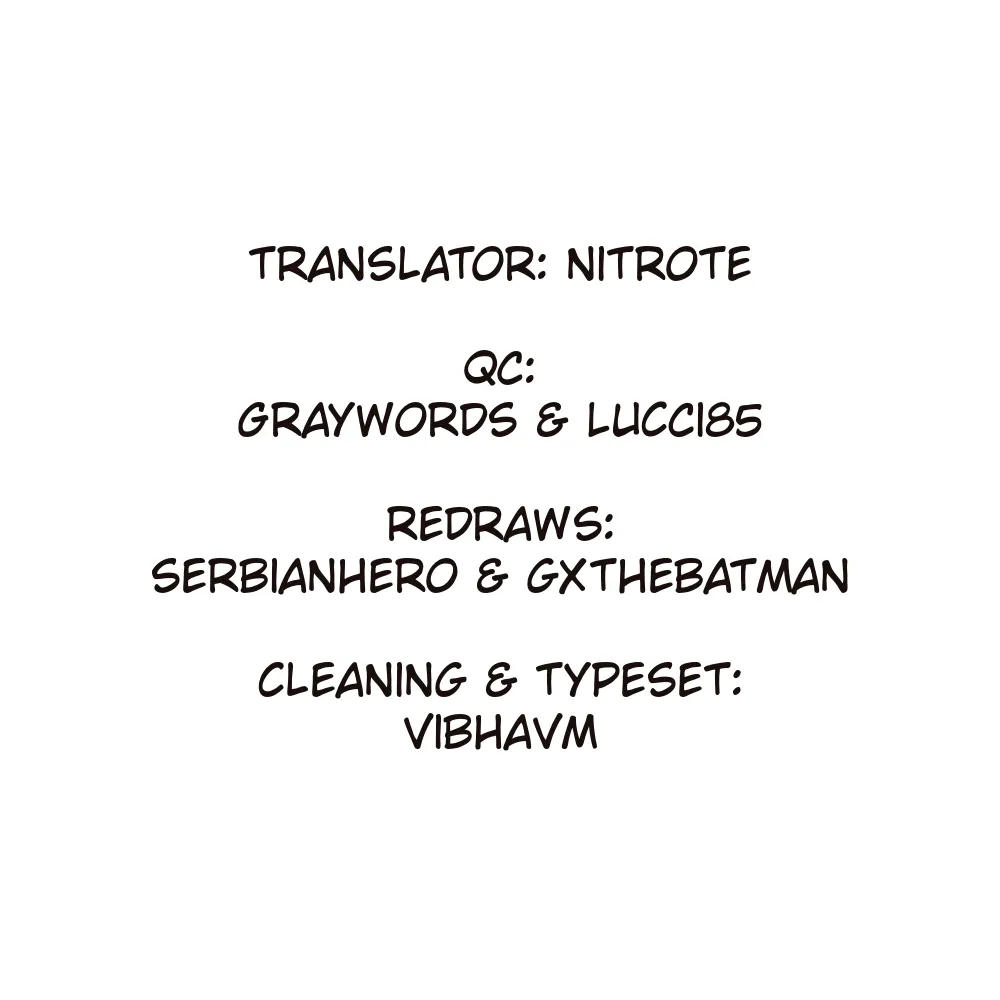 TRANSLATOR: NITROTE
QC:
GRAYWORDS & LUCCI85
REDRAWS:
SERBIANHERO & GXTHEBATMAN
CLEANING & TYPESET:
VIBHAVM